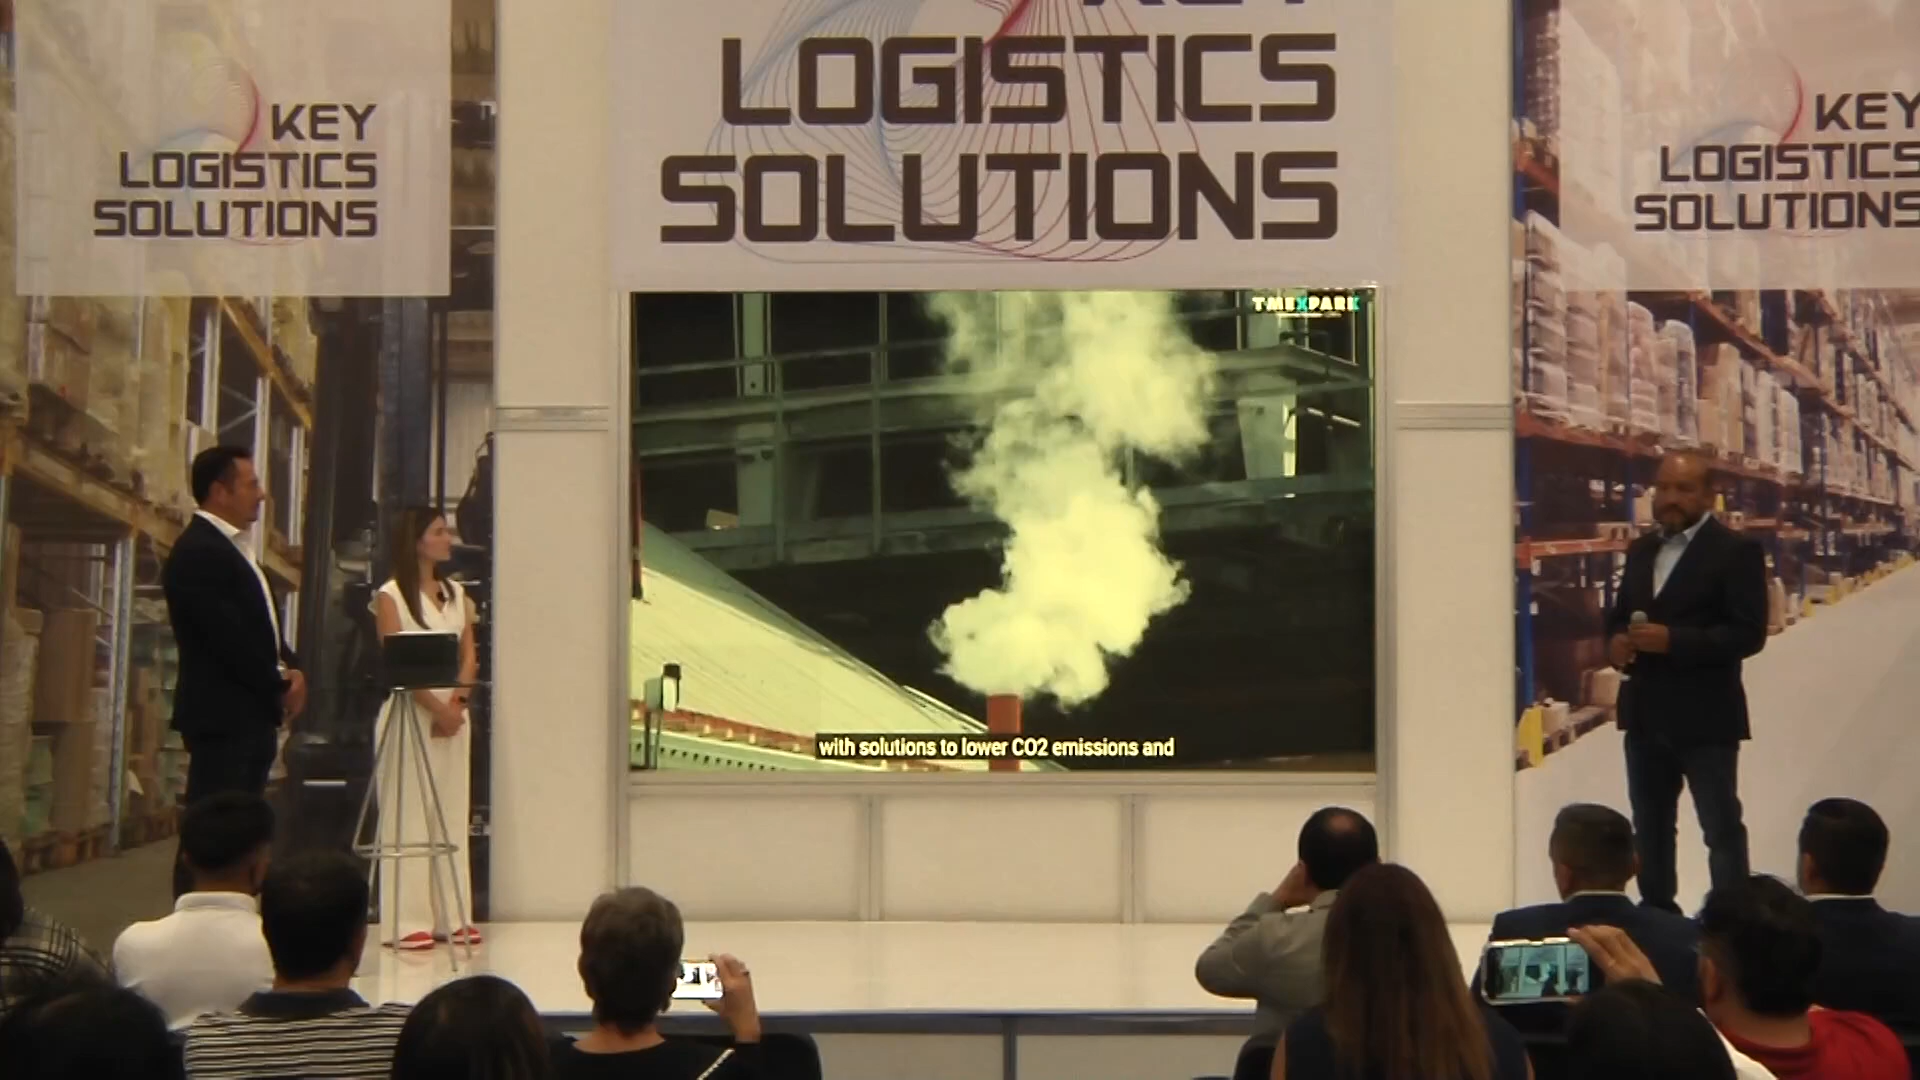 KEY
LOGISTICS
SOLUTIONS
KEY
LOGISTICS
SOLUTIONS
KEY
LOGISTICS
SOLUTIONS
TMEXPARK
with solutions to lower CO2 emissions and